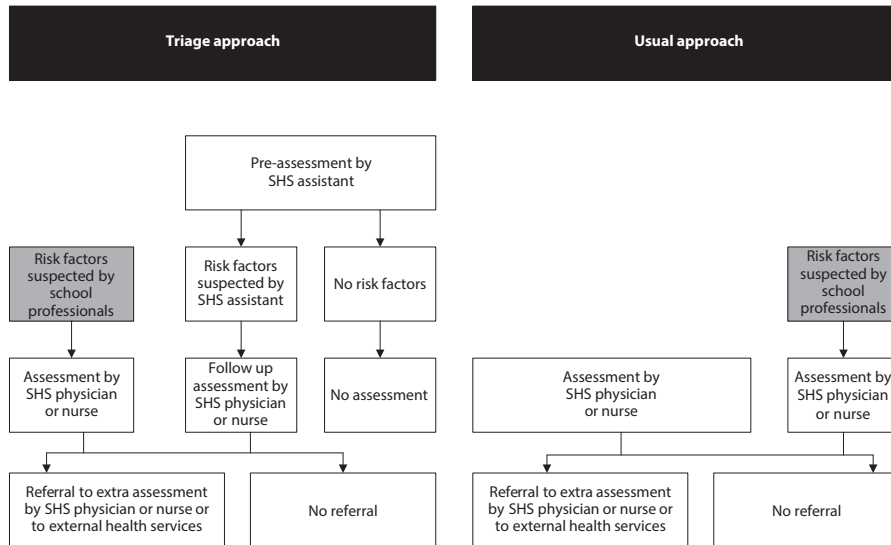 Triage approach
Usual approach
Pre-assessment by
SHS assistant
Risk factors
suspected by
school
professionals
Risk factors
suspected by
SHS assistant
No risk factors
Risk factors
suspected by
school
professionals
Assessment by
SHS physician
or nurse
Follow up
assessment by
SHS physician
or nurse
No assessment
Assessment by
SHS physician
or nurse
Assessment by
SHS physician
or nurse
Referral to extra assessment
by SHS physician or nurse or
to external health services
No referral
Referral to extra assessment
by SHS physician or nurse or
to external health services
No referral